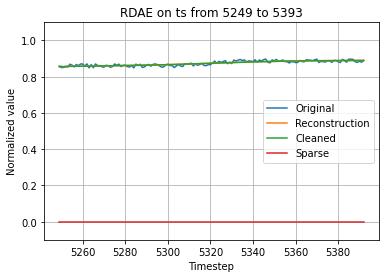 RDAE on ts from 5249 to 5393
Normalized value
1.0
0.8
0.6
0.4
0.2
0.0
Original
Reconstruction
Cleaned
Sparse
5260 5280 5300 5320 5340 5360 5380
Timestep